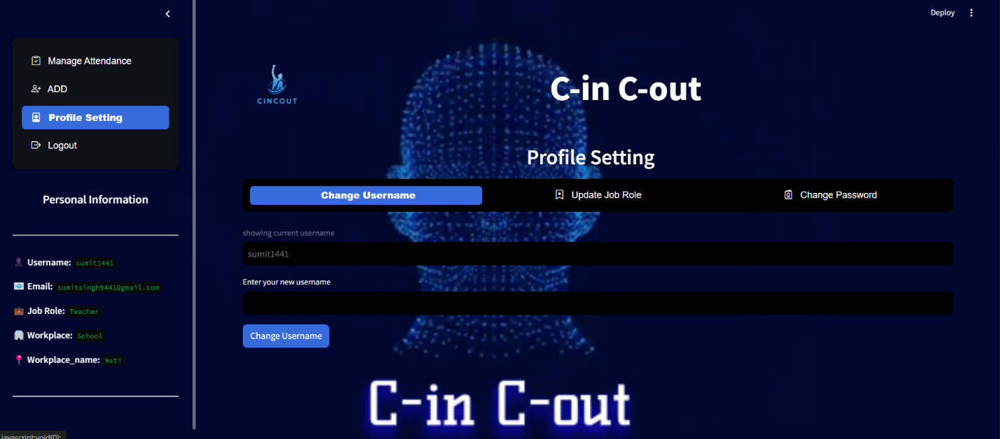 Deploy
Manage Attendance
ADD
Profile Setting
Logout
Personal Information
Username: sumit1441
Email: sumitsingh9441@gmail.com
Job Role: Teacher
Workplace: School
Workplace_name: Nsti
CINCOUT
C-in C-out
Profile Setting
Change Username
Update Job Role
Change Password
showing current username
sumit1441
Enter your new username
Change Username
C-in C-out
javascript:void(0);